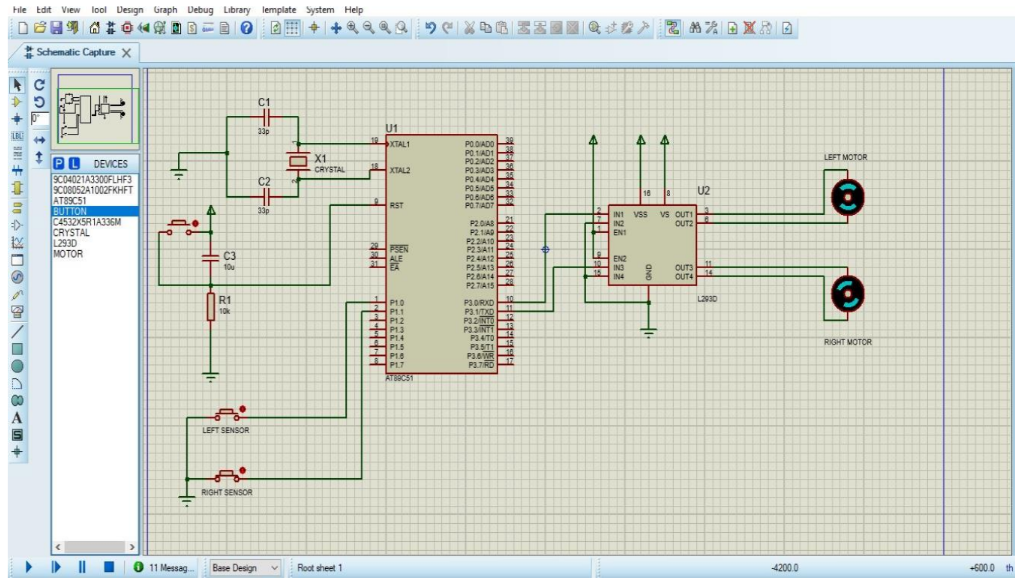 File Edit View Tool Design Graph Debug Library Template System Help
Schematic Capture
0°
LBL
P L DEVICES
9C04021A3300FLHF3
9C08052A1002FKHFT
AT89C51
BUTTON
C4532X5R1A336M
CRYSTAL
L293D
MOTOR
C1
33p
X1
CRYSTAL
C2
33p
C3
10u
R1
10k
U1
19 XTAL1
18 XTAL2
9 RST
29 PSEN
30 ALE
31 EA
1 P1.0
2 P1.1
3 P1.2
4 P1.3
5 P1.4
6 P1.5
7 P1.6
8 P1.7
P0.0/AD0 39
P0.1/AD1 38
P0.2/AD2 37
P0.3/AD3 36
P0.4/AD4 35
P0.5/AD5 34
P0.6/AD6 33
P0.7/AD7 32
P2.0/A8 21
P2.1/A9 22
P2.2/A10 23
P2.3/A11 24
P2.4/A12 25
P2.5/A13 26
P2.6/A14 27
P2.7/A15 28
P3.0/RXD 10
P3.1/TXD 11
P3.2/INT0 12
P3.3/INT1 13
P3.4/T0 14
P3.5/T1 15
P3.6/WR 16
P3.7/RD 17
AT89C51
U2
16 8
2 IN1 VSS VS OUT1 3
7 IN2 OUT2 6
1 EN1
9 EN2
10 IN3 OUT3 11
15 IN4 GND OUT4 14
L293D
LEFT MOTOR
RIGHT MOTOR
LEFT SENSOR
RIGHT SENSOR
11 Messag... Base Design Root sheet 1 -4200.0 +600.0 th